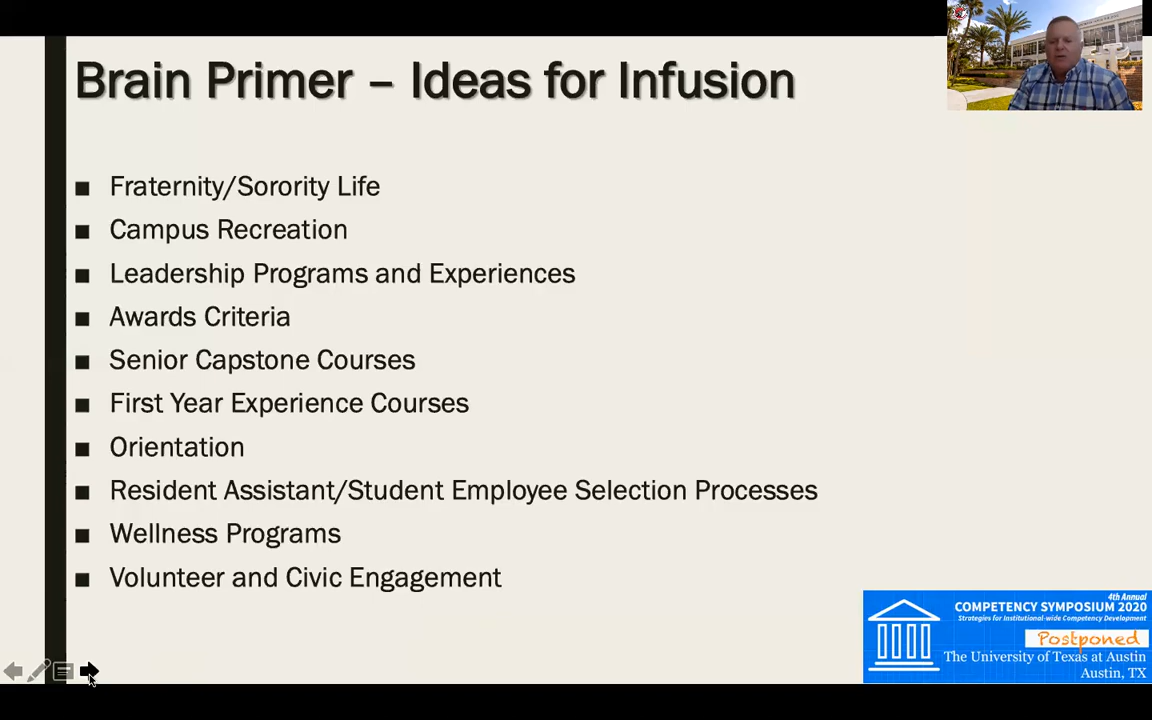 Brain Primer – Ideas for Infusion
Fraternity/Sorority Life
Campus Recreation
Leadership Programs and Experiences
Awards Criteria
Senior Capstone Courses
First Year Experience Courses
Orientation
Resident Assistant/Student Employee Selection Processes
Wellness Programs
Volunteer and Civic Engagement
4th Annual
COMPETENCY SYMPOSIUM 2020
Strategies for Institutional-wide Competency Development
Postponed
The University of Texas at Austin
Austin, TX